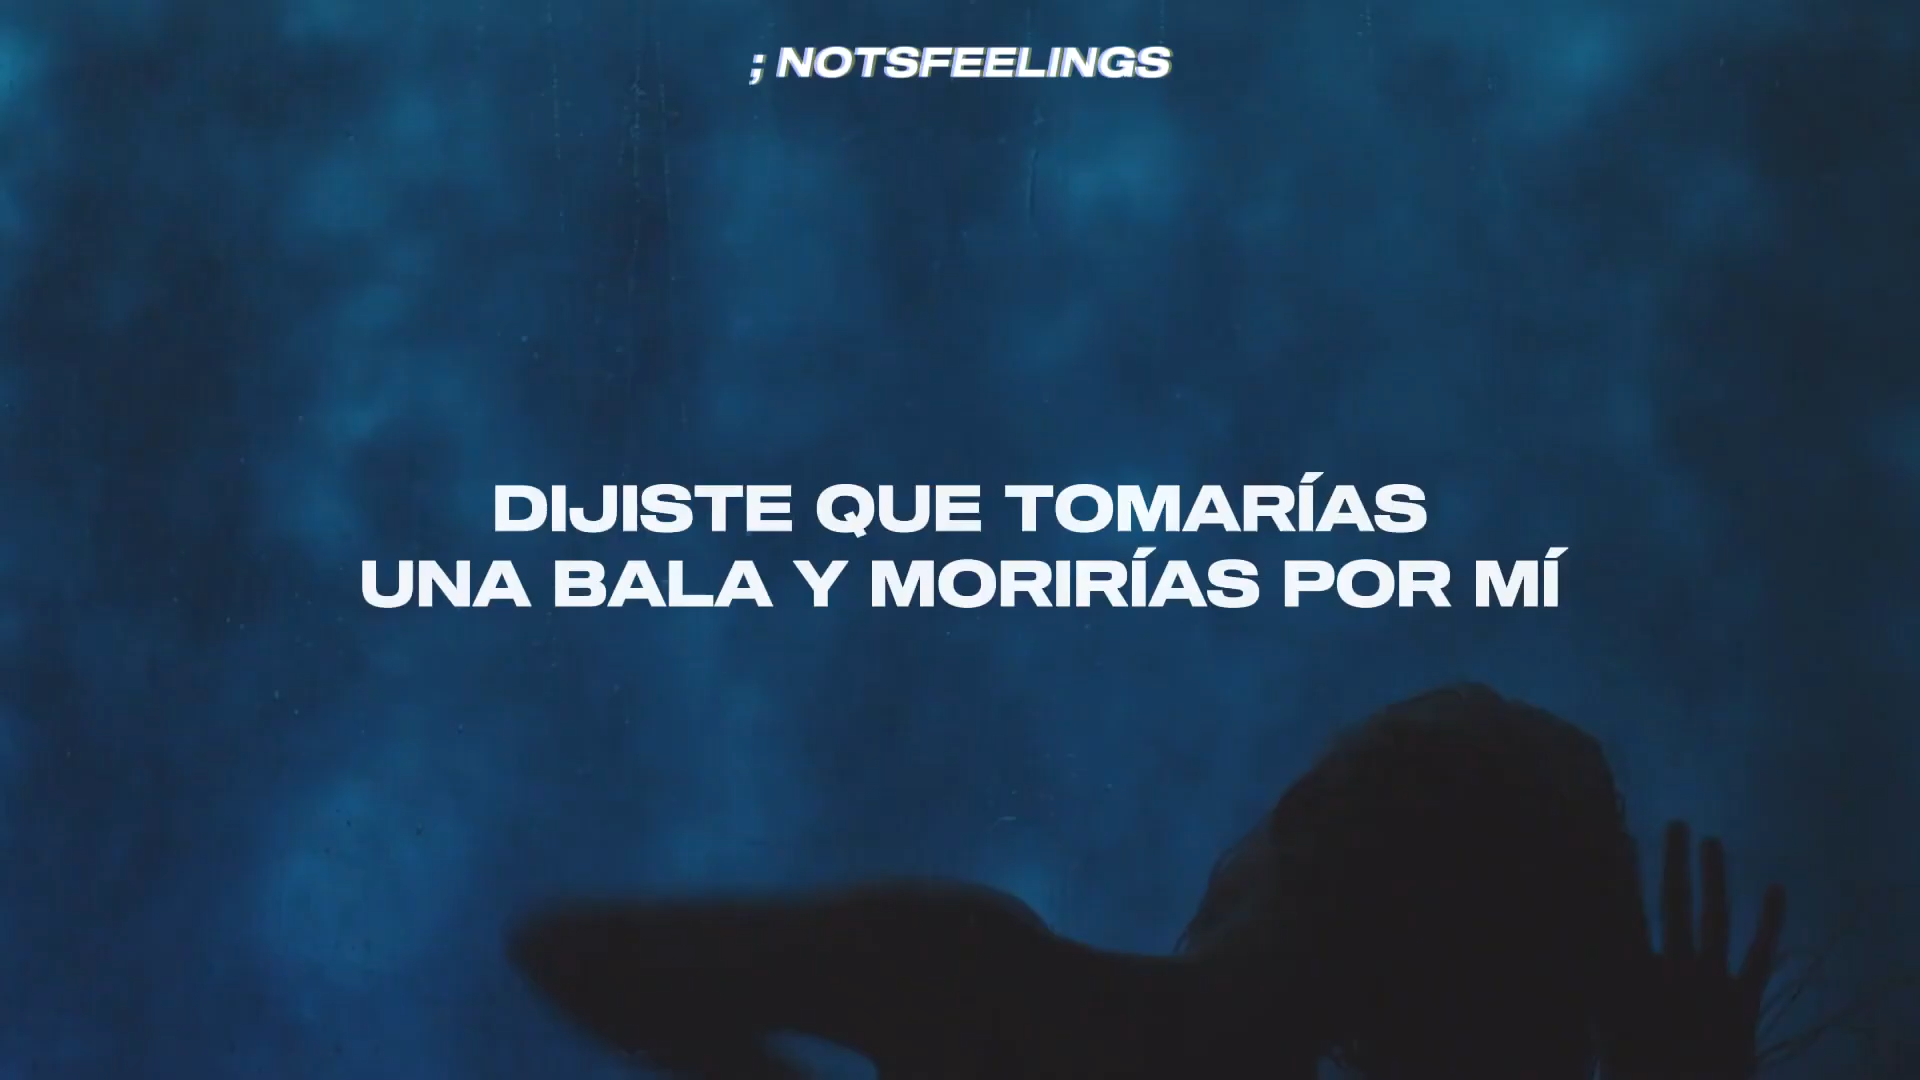 ; NOTSFEELINGS
DIJISTE QUE TOMARÍAS
UNA BALA Y MORIRÍAS POR MÍ